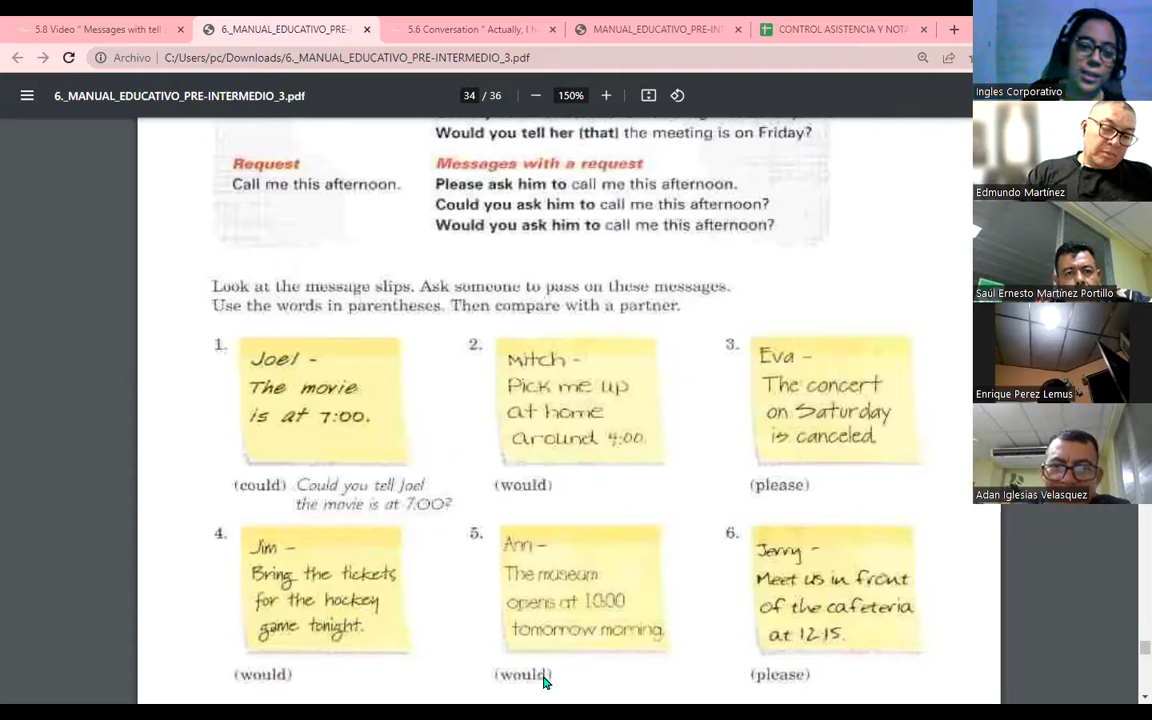 5.8 Video " Messages with tell
6._MANUAL_EDUCATIVO_PRE-
5.6 Conversation " Actually, I h
MANUAL_EDUCATIVO_PRE-INT
CONTROL ASISTENCIA Y NOTA
Archivo
C:/Users/pc/Downloads/6._MANUAL_EDUCATIVO_PRE-INTERMEDIO_3.pdf
6._MANUAL_EDUCATIVO_PRE-INTERMEDIO_3.pdf
34 / 36
150%
Would you tell her (that) the meeting is on Friday?
Request
Messages with a request
Call me this afternoon.
Please ask him to call me this afternoon.
Could you ask him to call me this afternoon?
Would you ask him to call me this afternoon?
Look at the message slips. Ask someone to pass on these messages.
Use the words in parentheses. Then compare with a partner.
1.
Joel -
The movie
is at 7:00.
(could) Could you tell Joel
the movie is at 7:00?
2.
Mitch -
Pick me up
at home
around 4:00.
(would)
3.
Eva -
The concert
on Saturday
is canceled.
(please)
4.
Jim -
Bring the tickets
for the hockey
game tonight.
(would)
5.
Ann -
The museum
opens at 10:00
tomorrow morning.
(would)
6.
Jerry -
Meet us in front
of the cafeteria
at 12:15.
(please)
Ingles Corporativo
Edmundo Martínez
Saúl Ernesto Martínez Portillo
Enrique Perez Lemus
Adan Iglesias Velasquez